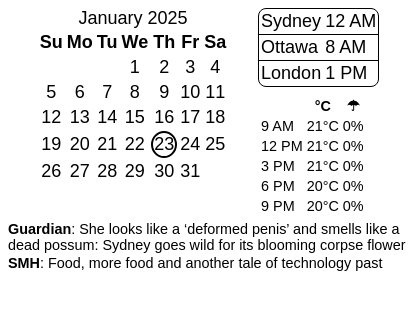 January 2025
Su Mo Tu We Th Fr Sa
1 2 3 4
5 6 7 8 9 10 11
12 13 14 15 16 17 18
19 20 21 22 23 24 25
26 27 28 29 30 31
Sydney 12 AM
Ottawa 8 AM
London 1 PM
°C ☂
9 AM 21°C 0%
12 PM 21°C 0%
3 PM 21°C 0%
6 PM 20°C 0%
9 PM 20°C 0%
Guardian: She looks like a ‘deformed penis’ and smells like a
dead possum: Sydney goes wild for its blooming corpse flower
SMH: Food, more food and another tale of technology past